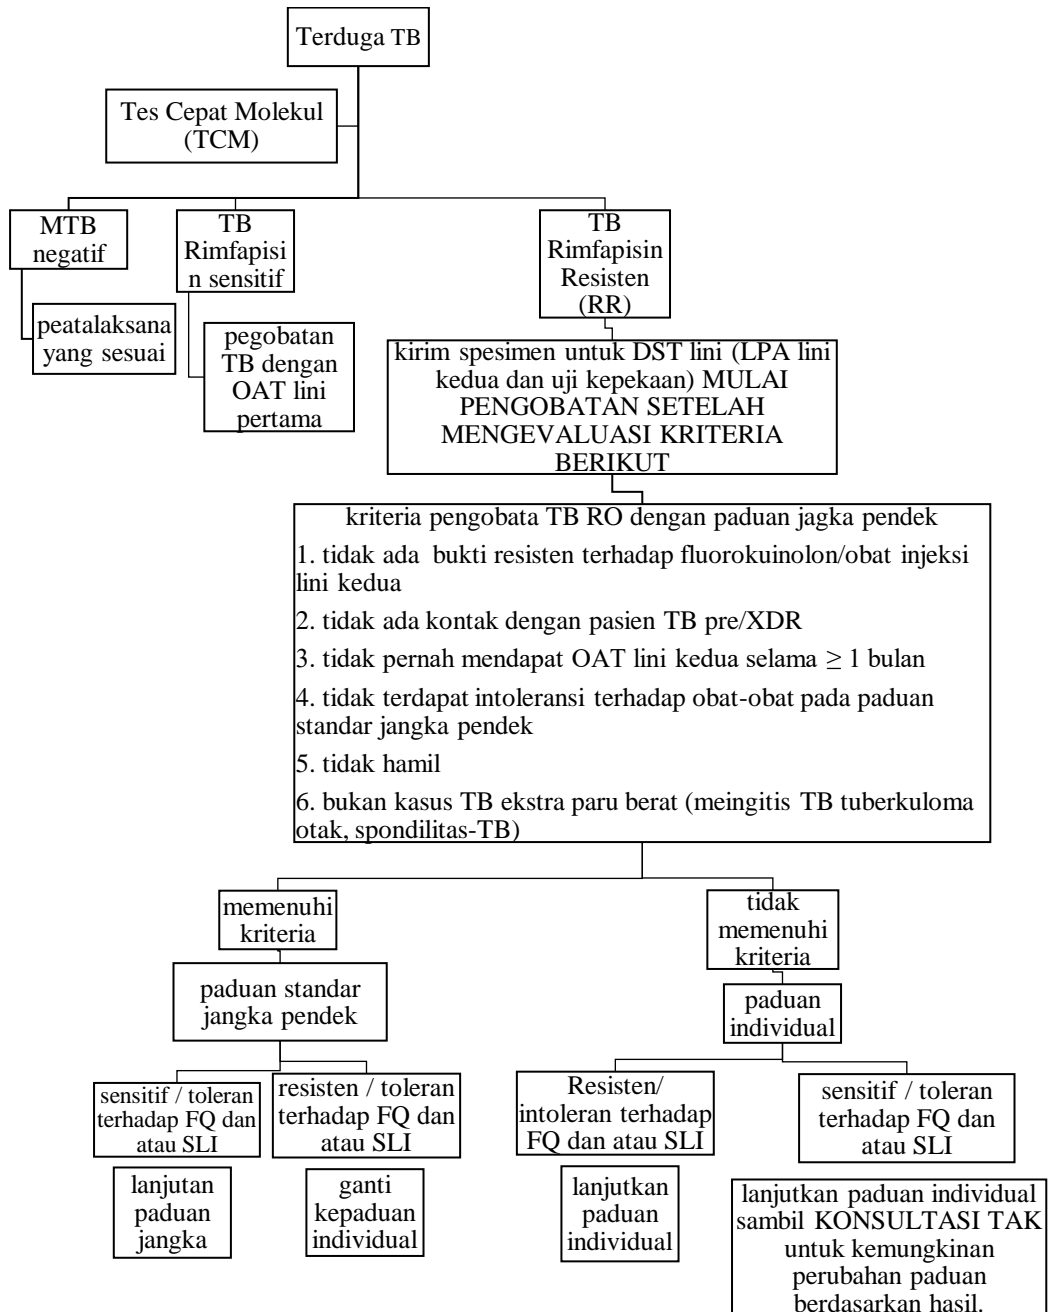 Terduga TB
Tes Cepat Molekul
(TCM)
MTB
negatif
TB
Rimfapisi
n sensitif
TB
Rimfapisin
Resisten
(RR)
peatalaksana
yang sesuai
pegobatan
TB dengan
OAT lini
pertama
kirim spesimen untuk DST lini (LPA lini
kedua dan uji kepekaan) MULAI
PENGOBATAN SETELAH
MENGEVALUASI KRITERIA
BERIKUT
kriteria pengobata TB RO dengan paduan jagka pendek
1. tidak ada bukti resisten terhadap fluorokuinolon/obat injeksi
lini kedua
2. tidak ada kontak dengan pasien TB pre/XDR
3. tidak pernah mendapat OAT lini kedua selama ≥ 1 bulan
4. tidak terdapat intoleransi terhadap obat-obat pada paduan
standar jangka pendek
5. tidak hamil
6. bukan kasus TB ekstra paru berat (meingitis TB tuberkuloma
otak, spondilitas-TB)
memenuhi
kriteria
tidak
memenuhi
kriteria
paduan standar
jangka pendek
paduan
individual
sensitif / toleran
terhadap FQ dan
atau SLI
resisten / toleran
terhadap FQ dan
atau SLI
Resisten/
intoleran terhadap
FQ dan atau SLI
sensitif / toleran
terhadap FQ dan
atau SLI
lanjutan
paduan
jangka
ganti
kepaduan
individual
lanjutkan
paduan
individual
lanjutkan paduan individual
sambil KONSULTASI TAK
untuk kemungkinan
perubahan paduan
berdasarkan hasil.